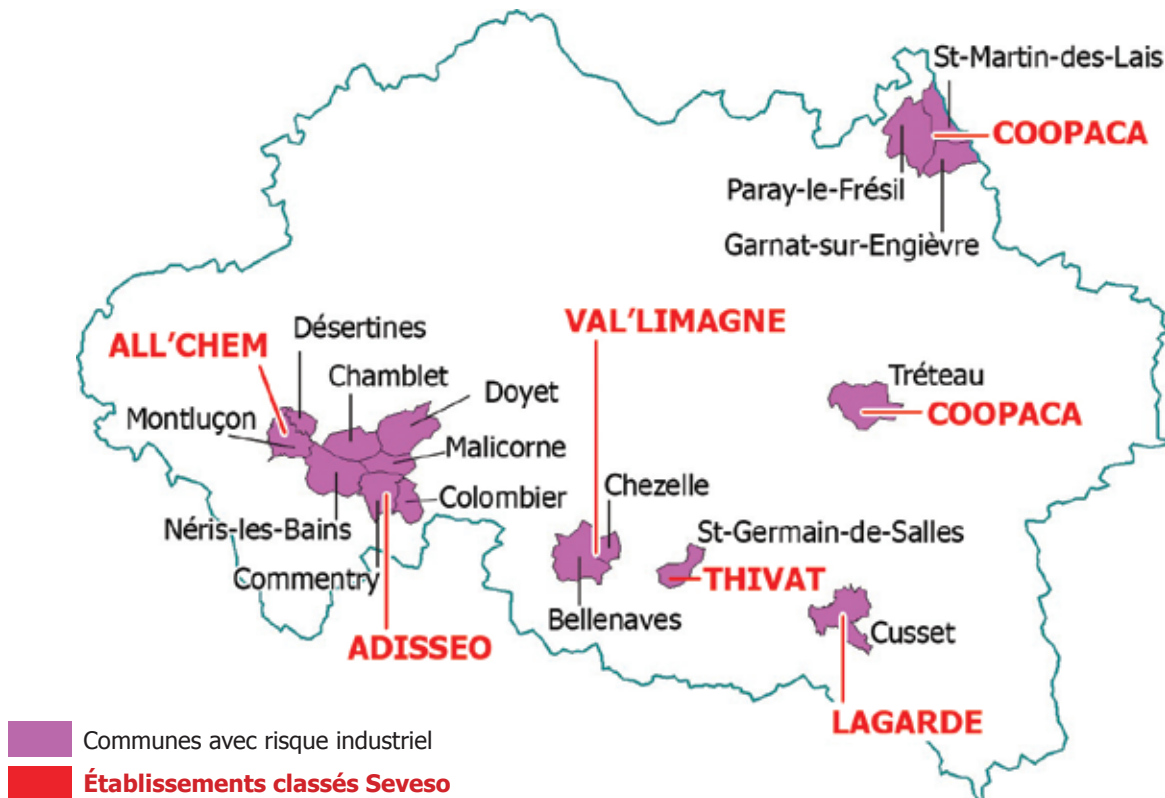 St-Martin-des-Lais
COOPACA
Paray-le-Frésil
Garnat-sur-Engièvre
VAL'LIMAGNE
Désertines
ALL'CHEM
Chamblet
Doyet
Tréteau
COOPACA
Montluçon
Malicorne
Chezelle
Colombier
Néris-les-Bains
St-Germain-de-Salles
Commentry
THIVAT
Bellenaves
Cusset
ADISSEO
LAGARDE
Communes avec risque industriel
Établissements classés Seveso